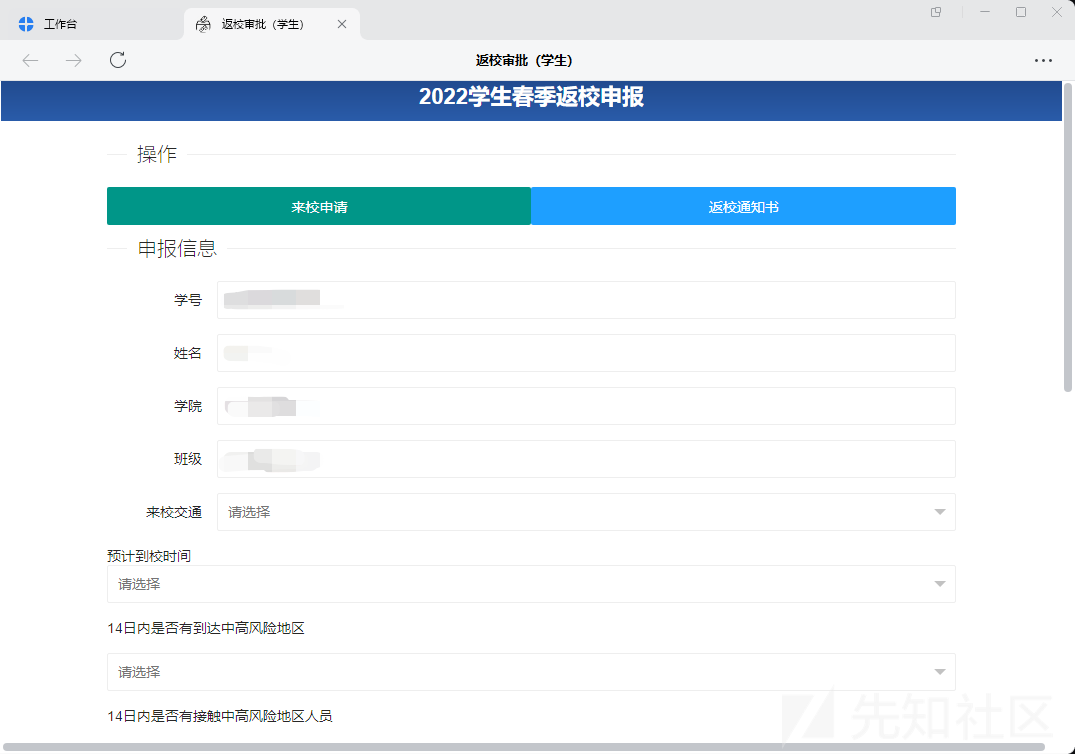 工作台
返校审批（学生）
返校审批（学生）
2022学生春季返校申报
操作
来校申请
返校通知书
申报信息
学号
姓名
学院
班级
来校交通
请选择
预计到校时间
请选择
14日内是否有到达中高风险地区
请选择
14日内是否有接触中高风险地区人员
先知社区